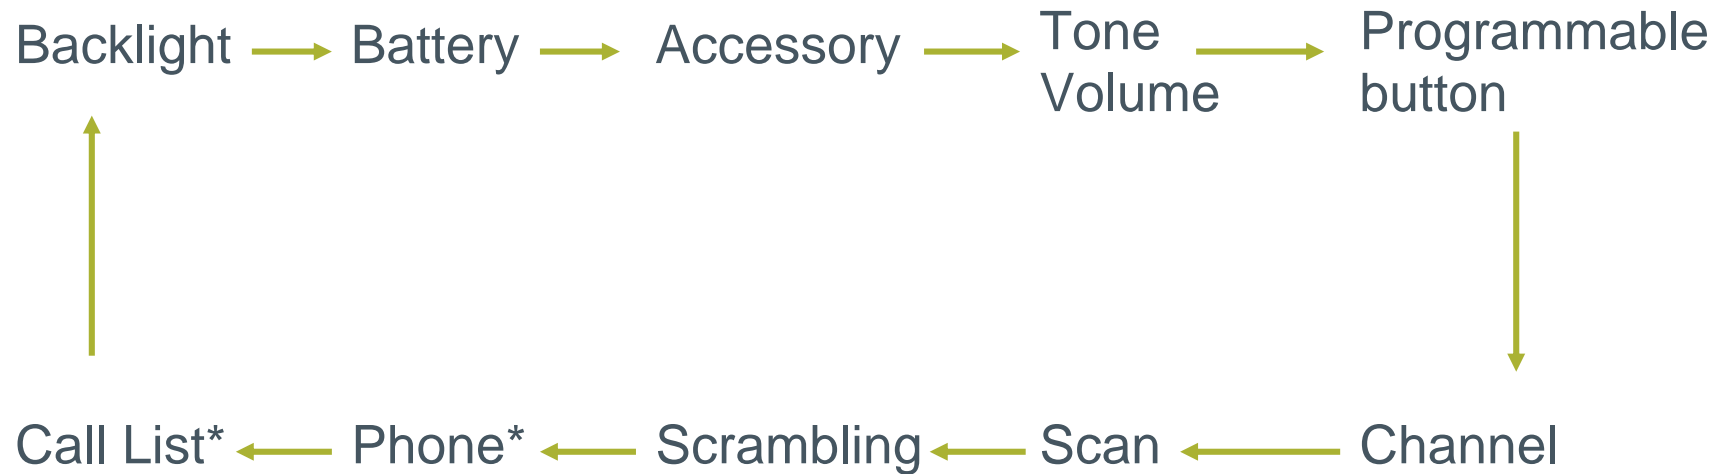 Backlight Battery Accessory Tone Programmable
Volume button
Call List* Phone* Scrambling Scan Channel